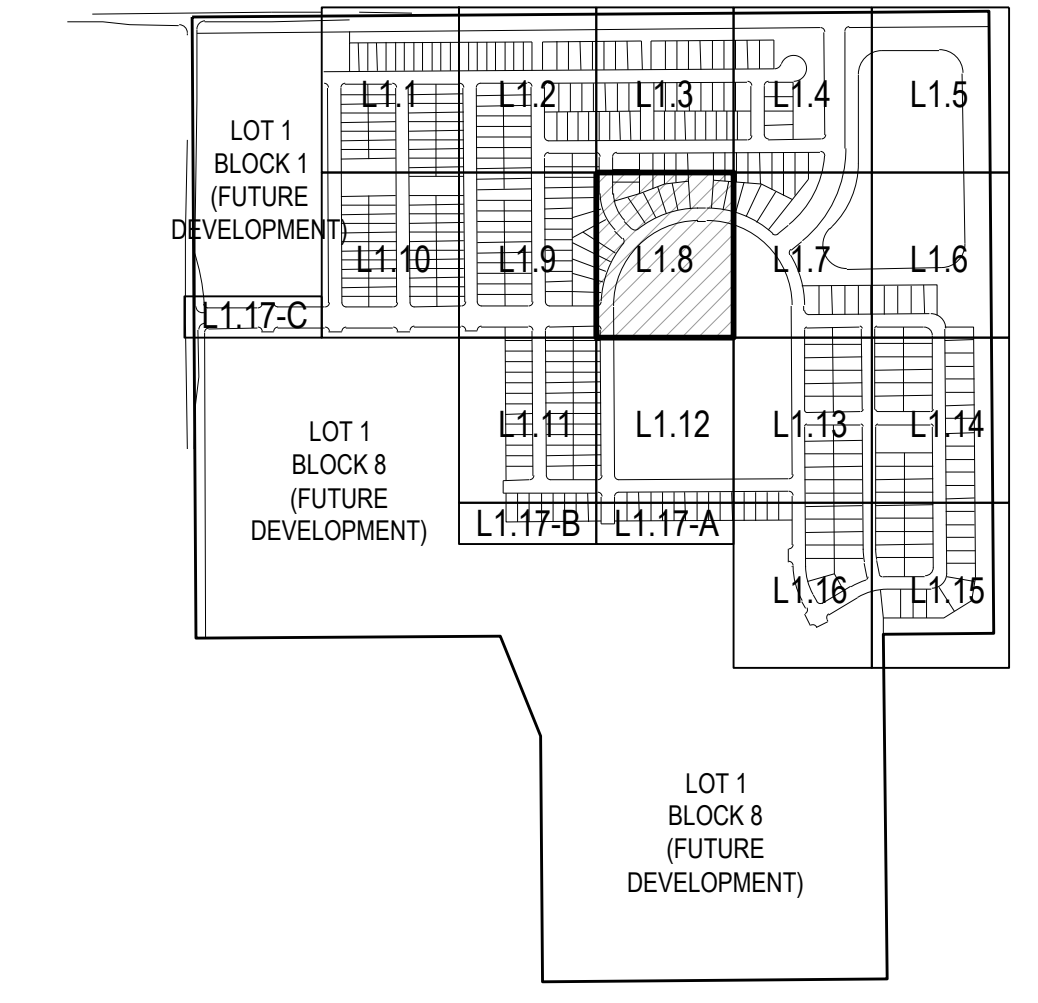 L1.1
L1.2
L1.3
L1.4
L1.5
LOT 1
BLOCK 1
(FUTURE
DEVELOPMENT)
L1.10
L1.9
L1.8
L1.7
L1.6
L1.17-C
L1.11
L1.12
L1.13
L1.14
LOT 1
BLOCK 8
(FUTURE
DEVELOPMENT)
L1.17-B
L1.17-A
L1.16
L1.15
LOT 1
BLOCK 8
(FUTURE
DEVELOPMENT)